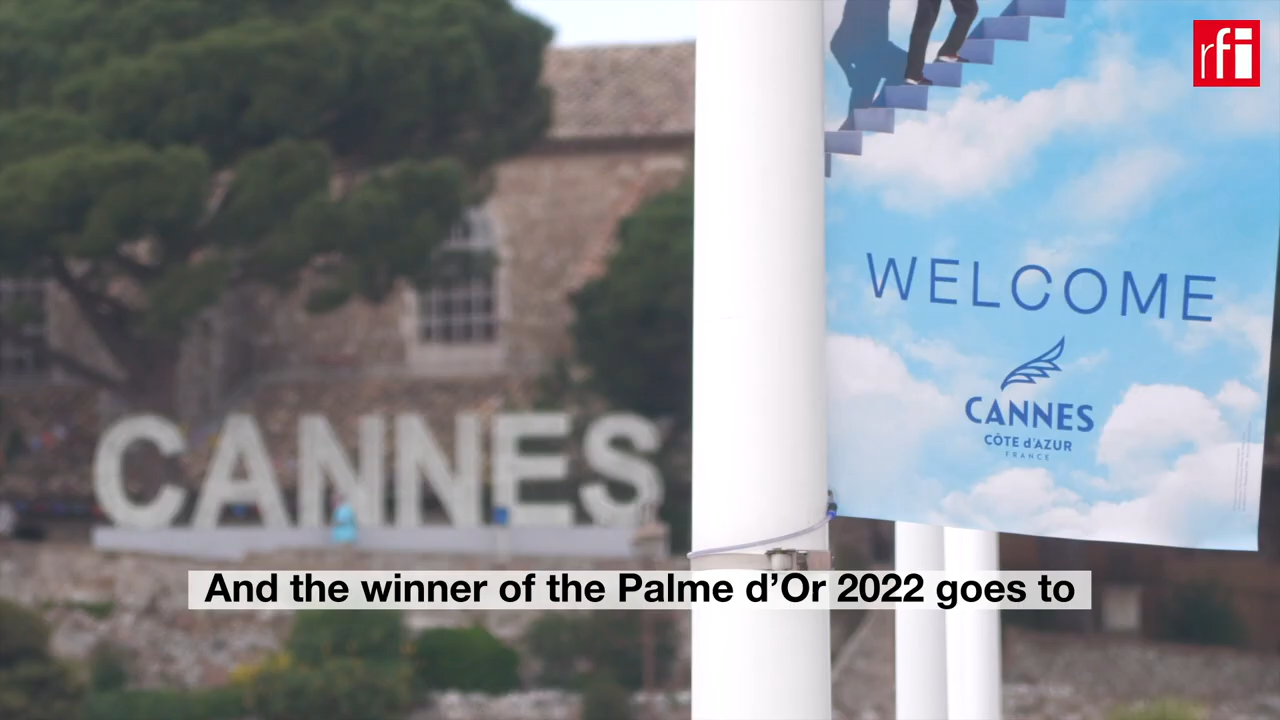 rfi
WELCOME
CANNES
CÔTE d'AZUR
FRANCE
CANNES
And the winner of the Palme d’Or 2022 goes to